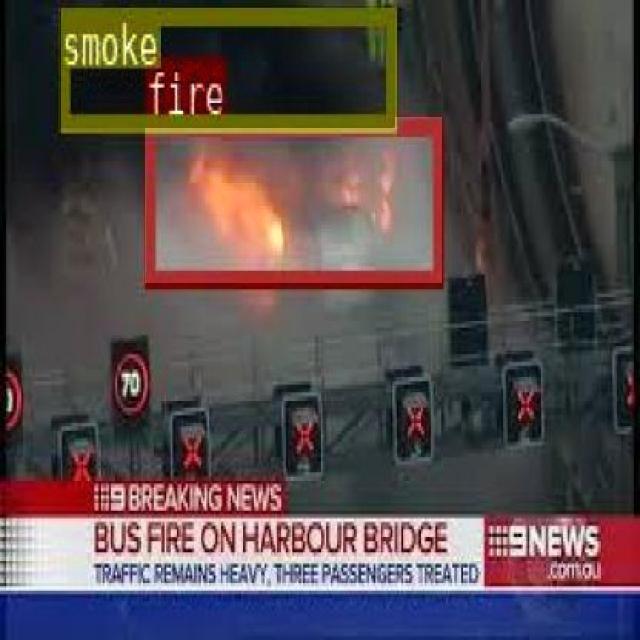 smoke
fire
70
9 BREAKING NEWS
BUS FIRE ON HARBOUR BRIDGE
TRAFFIC REMAINS HEAVY, THREE PASSENGERS TREATED
9NEWS
.com.au